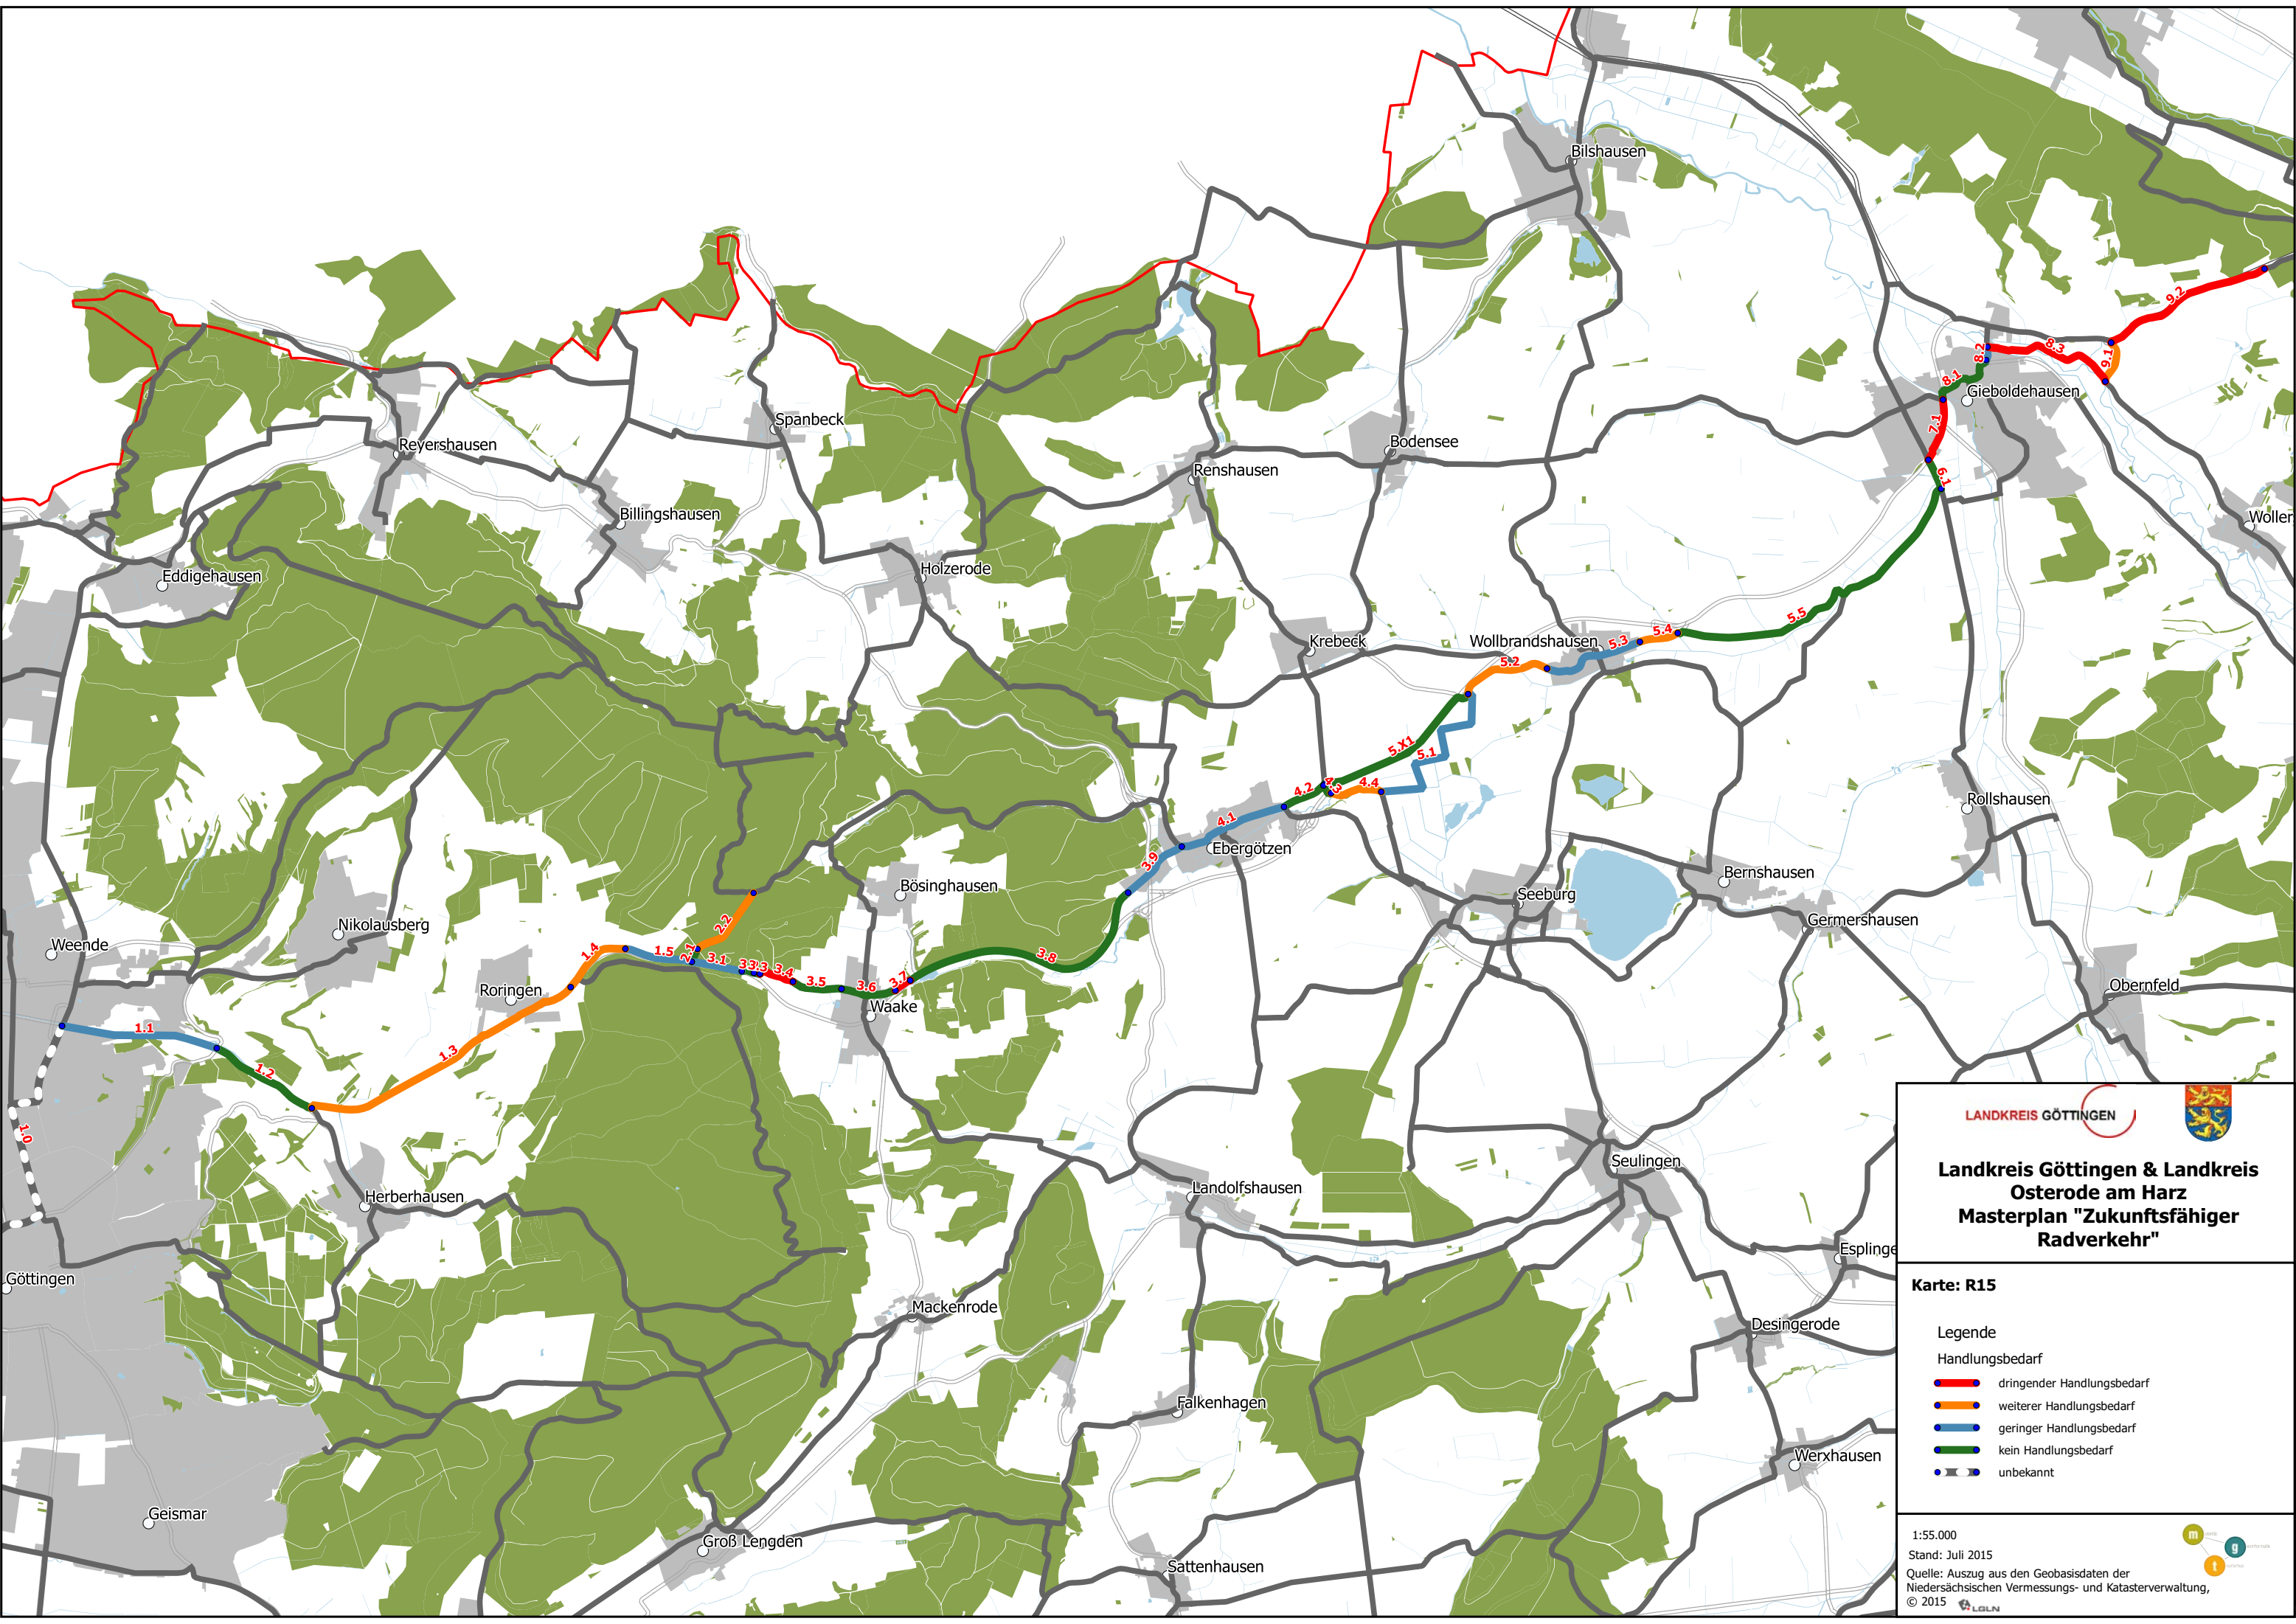 Bilshausen
9.2
8.2
8.3
9.1
8.1
Gieboldehausen
7.1
Spanbeck
Reyershausen
Bodensee
Renshausen
6.1
Billingshausen
Woller
Holzerode
Eddigehausen
5.5
Krebeck
Wollbrandshausen
5.3
5.4
5.2
5.X1
5.1
4.2
4.3
4.4
Rollshausen
4.1
Ebergötzen
3.9
Bernshausen
Bösinghausen
Seeburg
Nikolausberg
2.2
Germershausen
Weende
1.4
1.5
2.1
3.1
3.3
3.4
3.5
3.6
3.7
3.8
Roringen
Waake
Obernfeld
1.1
1.3
1.2
1.0
Herberhausen
Landolfshausen
Seulingen
Esplinge
Göttingen
Mackenrode
Desingerode
Falkenhagen
Werxhausen
Geismar
Groß Lengden
Sattenhausen
LANDKREIS GÖTTINGEN
Landkreis Göttingen & Landkreis
Osterode am Harz
Masterplan "Zukunftsfähiger
Radverkehr"
Karte: R15
Legende
Handlungsbedarf
dringender Handlungsbedarf
weiterer Handlungsbedarf
geringer Handlungsbedarf
kein Handlungsbedarf
unbekannt
1:55.000
Stand: Juli 2015
Quelle: Auszug aus den Geobasisdaten der
Niedersächsischen Vermessungs- und Katasterverwaltung,
© 2015 LGLN
m
g
t